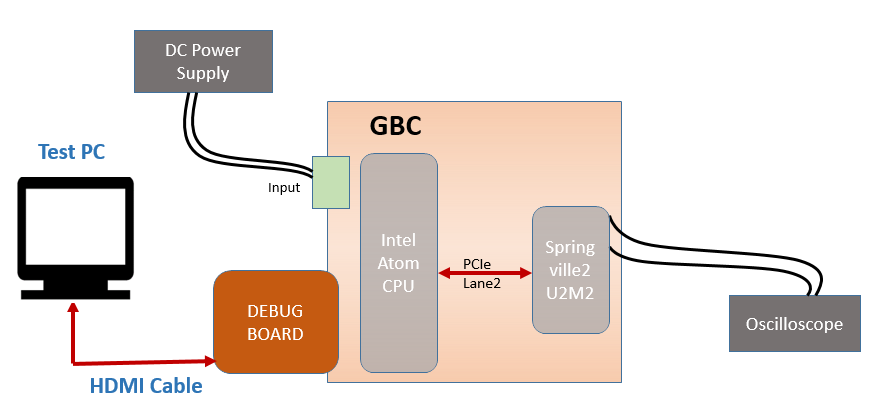 DC Power
Supply
GBC
Test PC
Input
Intel
Atom
CPU
PCIe
Lane2
Spring
ville2
U2M2
DEBUG
BOARD
Oscilloscope
HDMI Cable